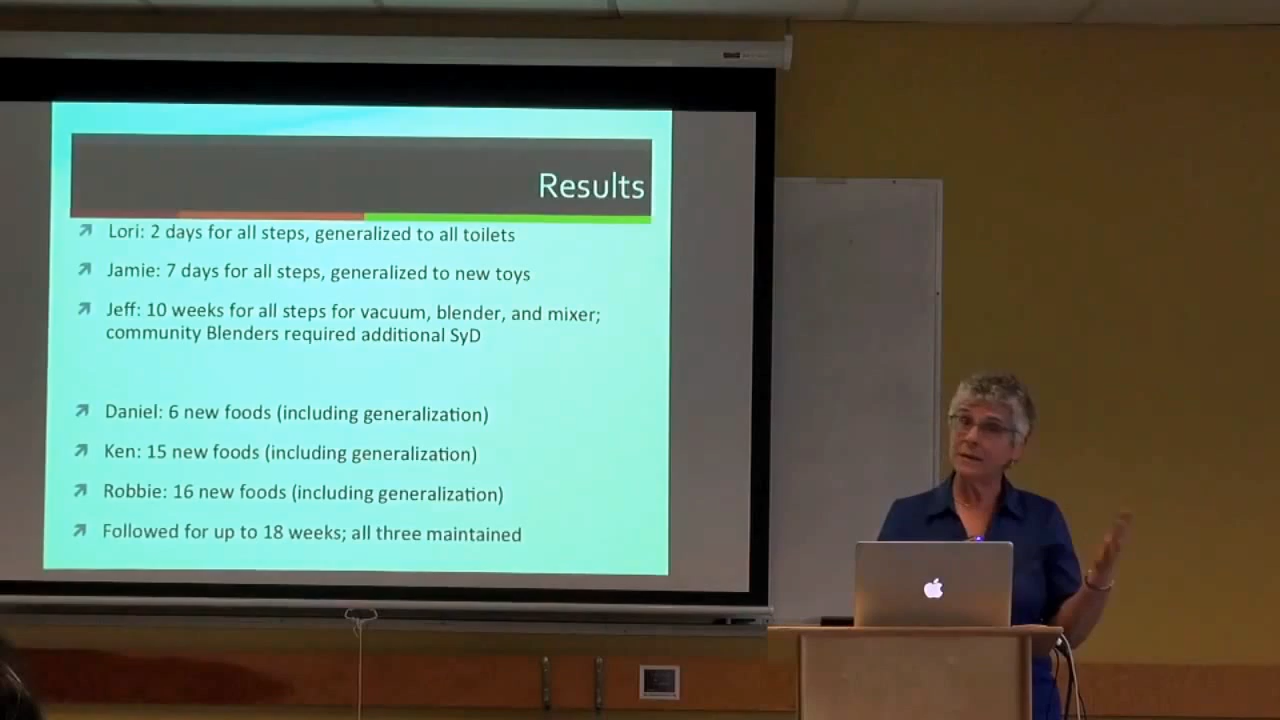 Results
Lori: 2 days for all steps, generalized to all toilets
Jamie: 7 days for all steps, generalized to new toys
Jeff: 10 weeks for all steps for vacuum, blender, and mixer;
community Blenders required additional SyD
Daniel: 6 new foods (including generalization)
Ken: 15 new foods (including generalization)
Robbie: 16 new foods (including generalization)
Followed for up to 18 weeks; all three maintained